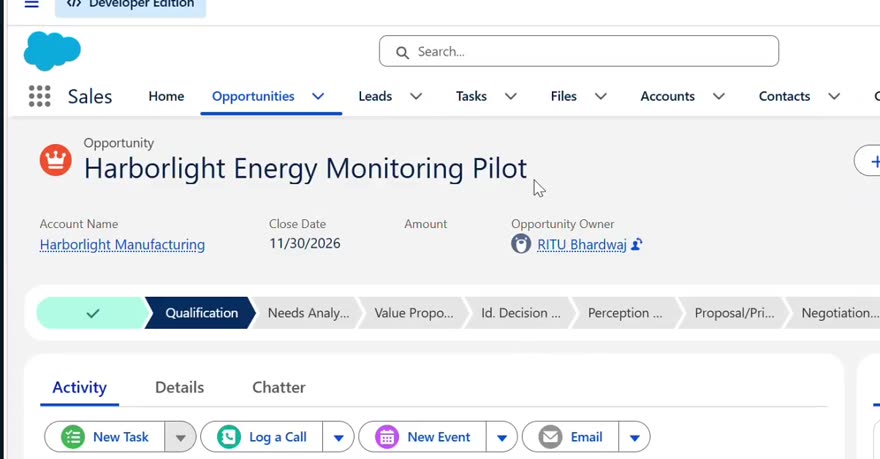 Developer Edition
Search...
Sales Home Opportunities Leads Tasks Files Accounts Contacts
Opportunity
Harborlight Energy Monitoring Pilot
Account Name Close Date Amount Opportunity Owner
Harborlight Manufacturing 11/30/2026 RITU Bhardwaj
Qualification Needs Analy... Value Propo... Id. Decision ... Perception ... Proposal/Pri... Negotiation...
Activity Details Chatter
New Task Log a Call New Event Email